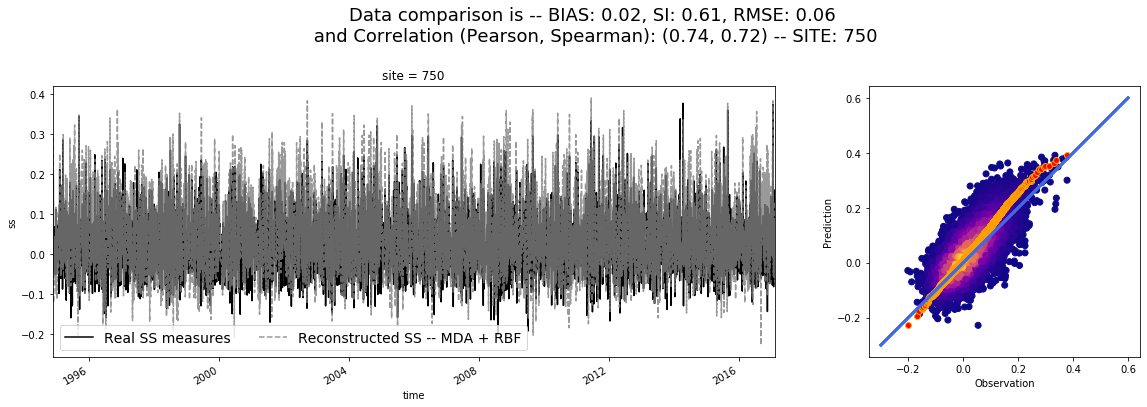 Data comparison is -- BIAS: 0.02, SI: 0.61, RMSE: 0.06
and Correlation (Pearson, Spearman): (0.74, 0.72) -- SITE: 750
site = 750
0.4
0.3
0.2
0.1
0.0
−0.1
−0.2
ss
Real SS measures
Reconstructed SS -- MDA + RBF
1996
2000
2004
2008
2012
2016
time
0.6
0.4
0.2
0.0
−0.2
Prediction
−0.2
0.0
0.2
0.4
0.6
Observation